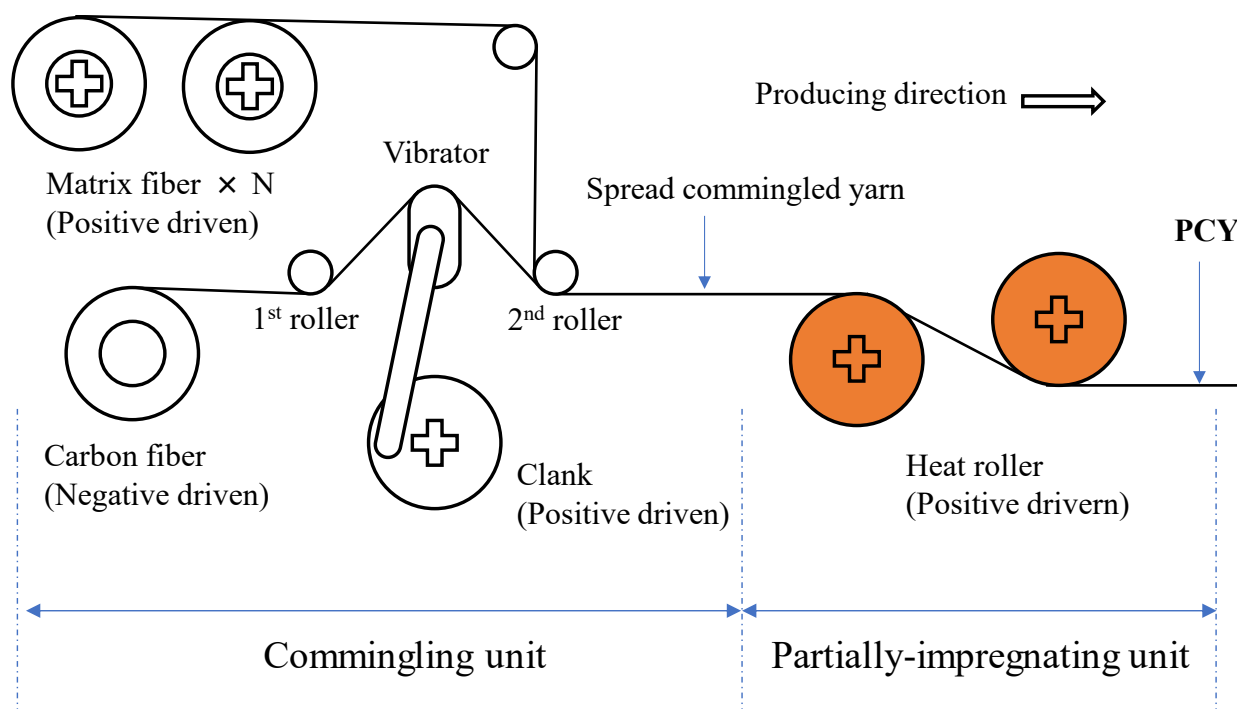 Producing direction
Vibrator
Matrix fiber × N
(Positive driven)
Spread commingled yarn
PCY
1st roller
2nd roller
Carbon fiber
(Negative driven)
Clank
(Positive driven)
Heat roller
(Positive drivern)
Commingling unit
Partially-impregnating unit